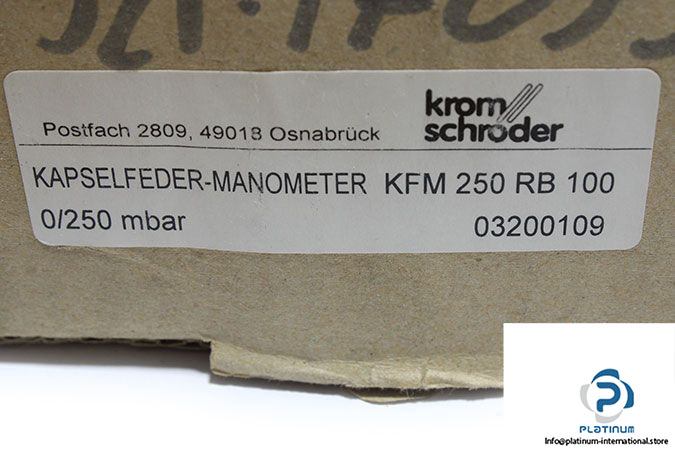 krom
schroder
Postfach 2809, 49018 Osnabrück
KAPSELFEDER-MANOMETER KFM 250 RB 100
0/250 mbar 03200109
PLATINUM
info@platinum-international.store